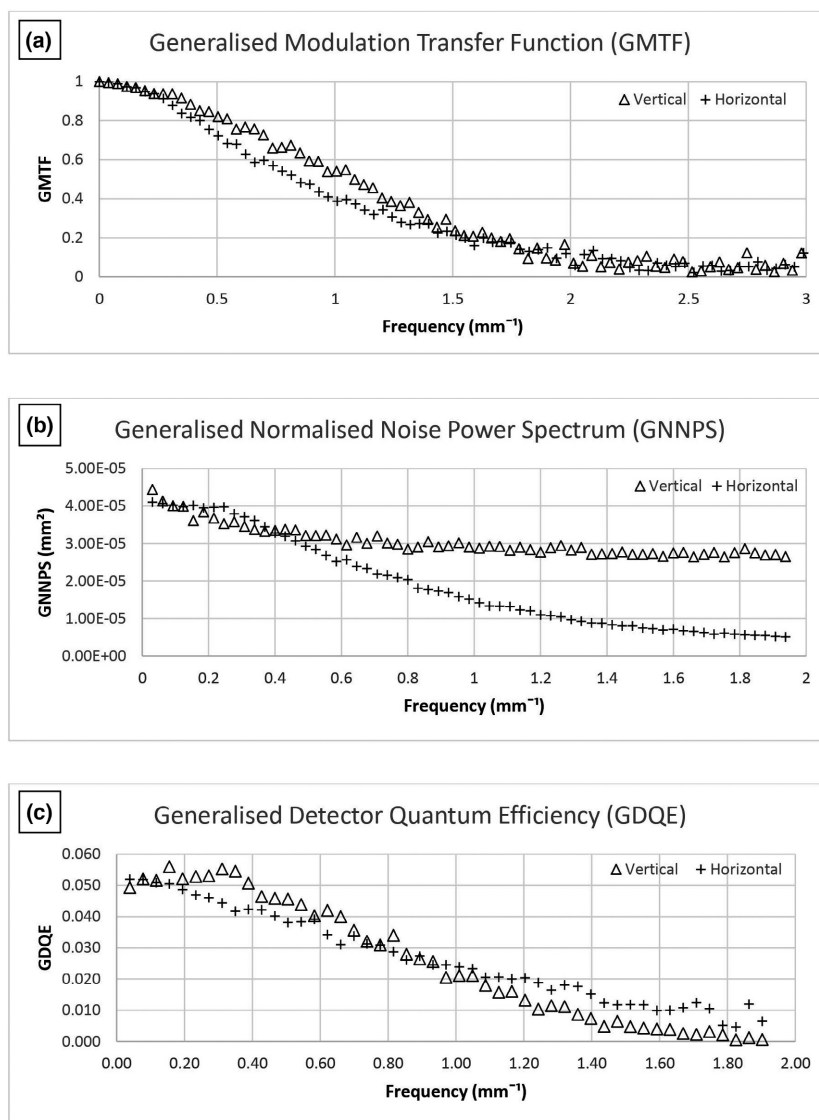 (a)
Generalised Modulation Transfer Function (GMTF)
Vertical Horizontal
1
0.8
0.6
0.4
0.2
0
GMTF
0 0.5 1 1.5 2 2.5 3
Frequency (mm⁻¹)
(b)
Generalised Normalised Noise Power Spectrum (GNNPS)
Vertical Horizontal
5.00E-05
4.00E-05
3.00E-05
2.00E-05
1.00E-05
0.00E+00
GNNPS (mm²)
0 0.2 0.4 0.6 0.8 1 1.2 1.4 1.6 1.8 2
Frequency (mm⁻¹)
(c)
Generalised Detector Quantum Efficiency (GDQE)
Vertical Horizontal
0.060
0.050
0.040
0.030
0.020
0.010
0.000
GDQE
0.00 0.20 0.40 0.60 0.80 1.00 1.20 1.40 1.60 1.80 2.00
Frequency (mm⁻¹)